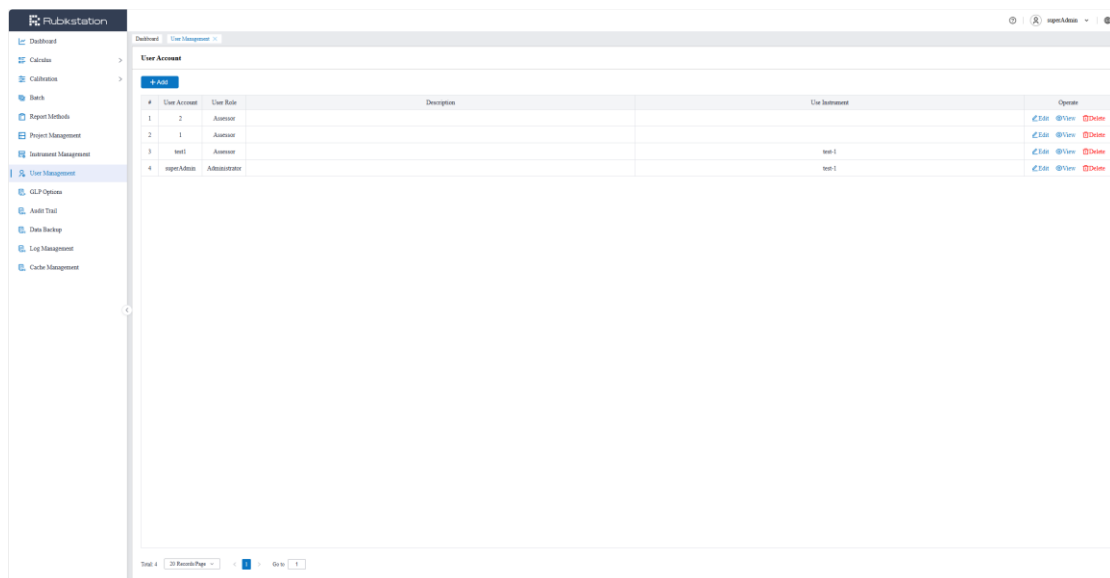 Rubikstation
superAdmin
Dashboard
Calculus
Calibration
Batch
Report Methods
Project Management
Instrument Management
User Management
GLP Options
Audit Trail
Data Backup
Log Management
Cache Management
Dashboard User Management ×
User Account
+ Add
# User Account User Role Description Use Instrument Operate
1 2 Assessor Edit View Delete
2 1 Assessor Edit View Delete
3 test1 Assessor test-1 Edit View Delete
4 superAdmin Administrator test-1 Edit View Delete
Total: 4 20 Records/Page < 1 > Go to 1